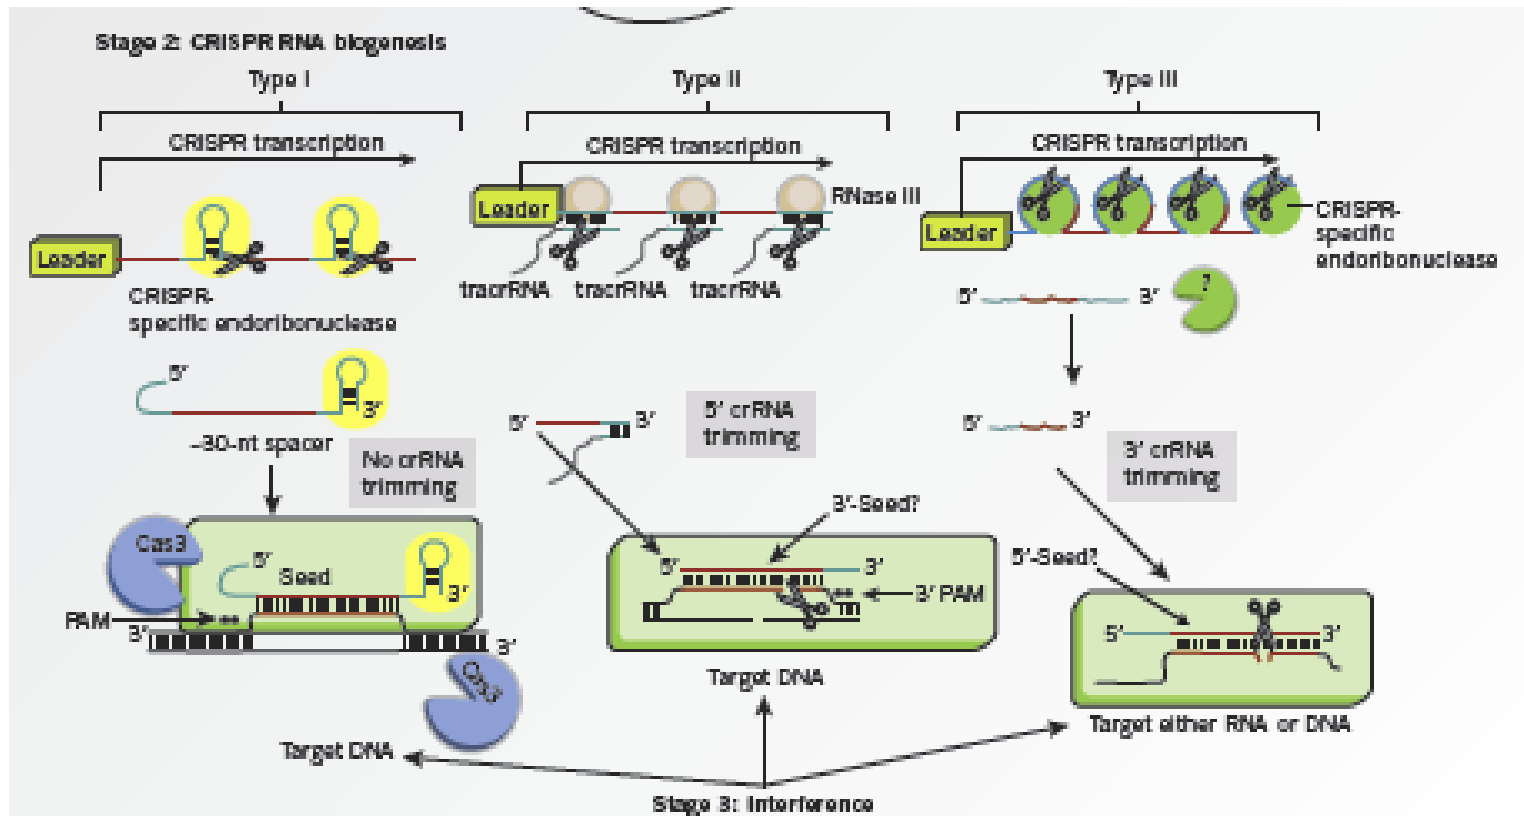 Stage 2: CRISPR RNA biogenesis
Type I
CRISPR transcription
Leader
CRISPR-
specific endoribonuclease
5′
3′
~30-nt spacer
No crRNA
trimming
Cas3
5′
Seed
3′
PAM
3′
3′
Cas3
Target DNA
Type II
CRISPR transcription
Leader
RNase III
tracrRNA
tracrRNA
tracrRNA
5′
3′
5′ crRNA
trimming
3′-Seed?
5′
3′
3′ PAM
Target DNA
Type III
CRISPR transcription
Leader
CRISPR-
specific
endoribonuclease
5′
3′
?
5′
3′
3′ crRNA
trimming
5′-Seed?
5′
3′
Target either RNA or DNA
Stage 3: Interference